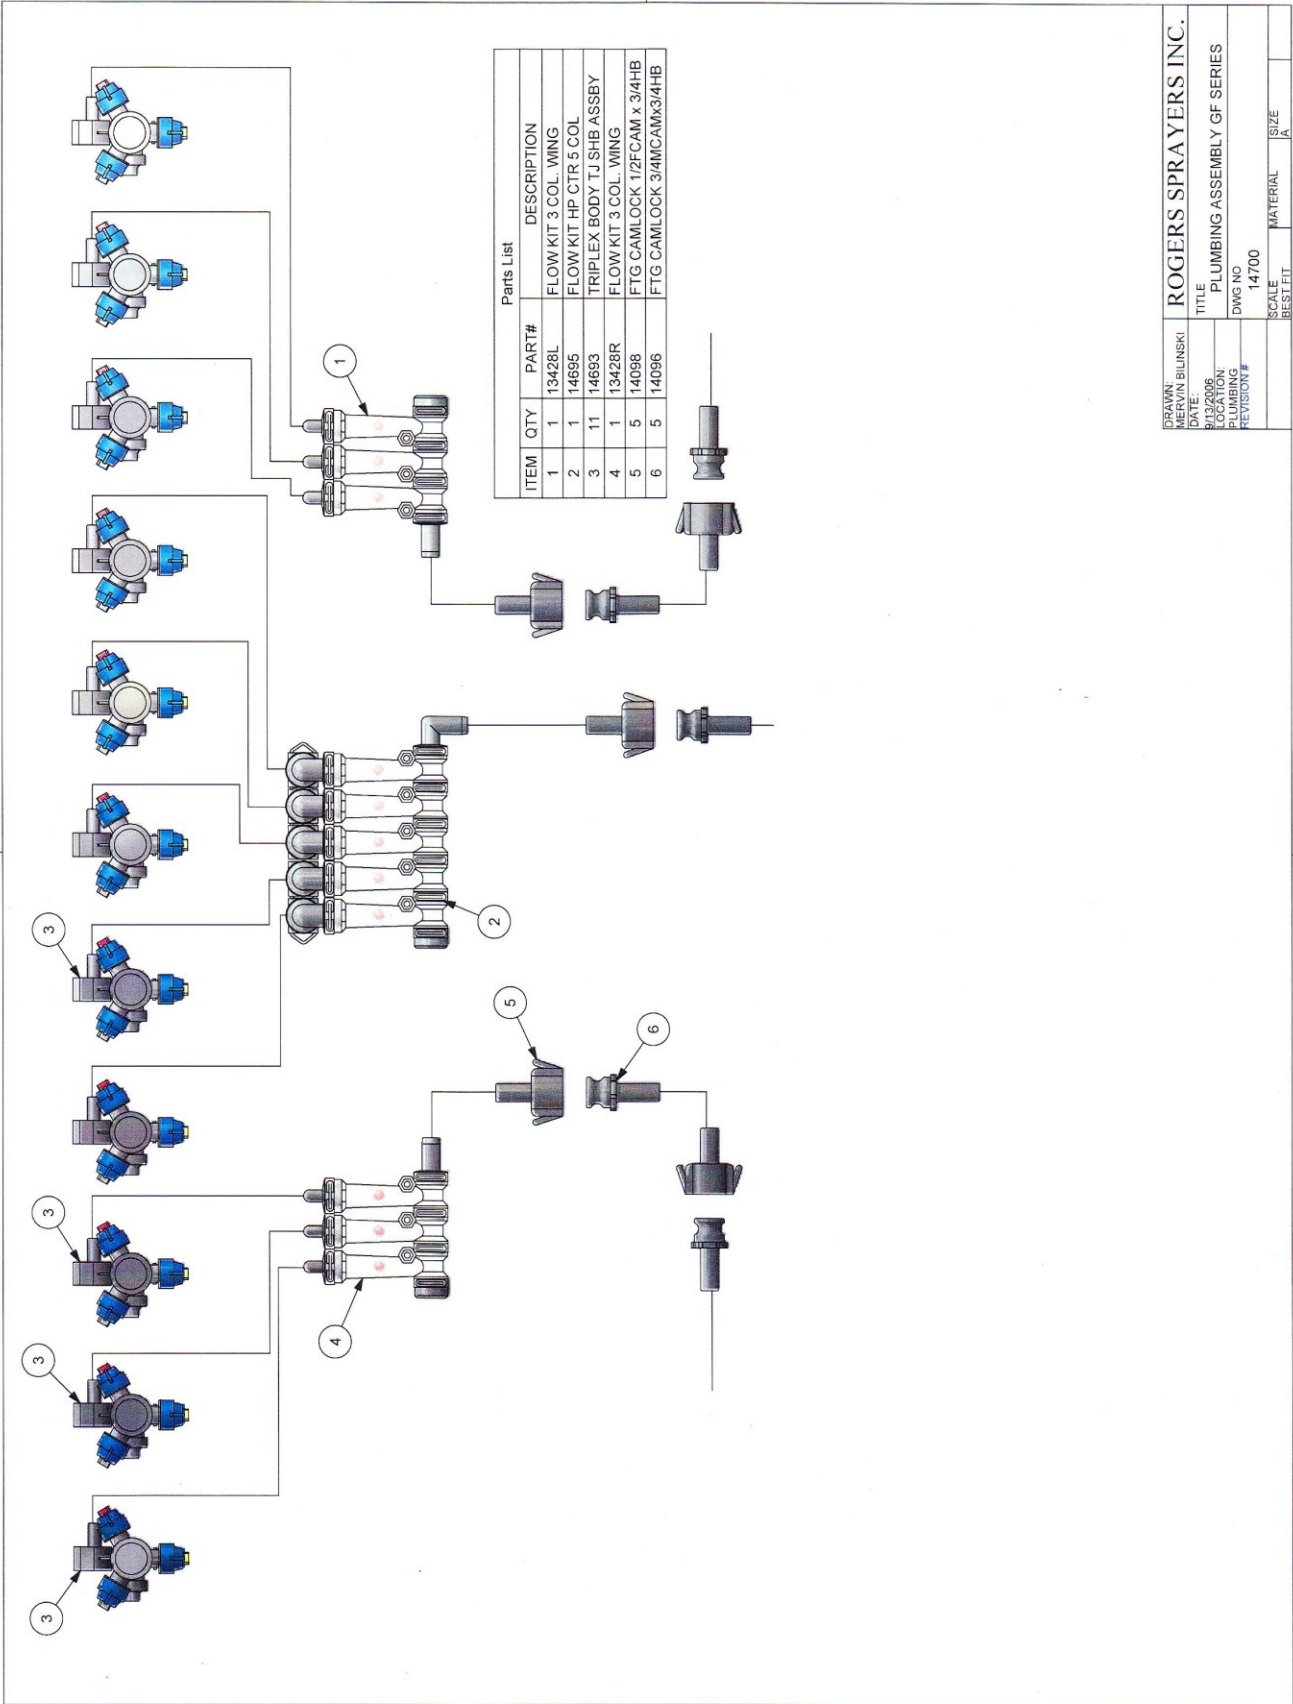 3
3
3
3
1
2
4
5
6
Parts List
ITEM QTY PART# DESCRIPTION
1 1 13428L FLOW KIT 3 COL. WING
2 1 14695 FLOW KIT HP CTR 5 COL
3 11 14693 TRIPLEX BODY TJ SHB ASSBY
4 1 13428R FLOW KIT 3 COL. WING
5 5 14098 FTG CAMLOCK 1/2FCAM x 3/4HB
6 5 14096 FTG CAMLOCK 3/4MCAMx3/4HB
DRAWN:
MERVIN BILINSKI
DATE:
9/13/2006
LOCATION:
PLUMBING
REVISION #
ROGERS SPRAYERS INC.
TITLE
PLUMBING ASSEMBLY GF SERIES
DWG NO
14700
SCALE
BEST FIT
MATERIAL
SIZE
A